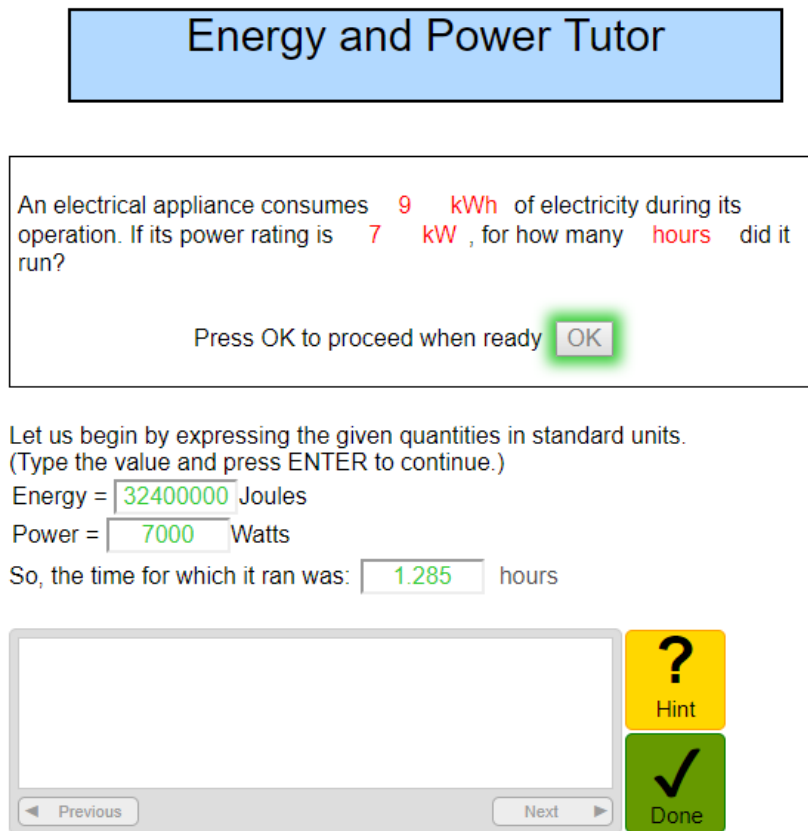 Energy and Power Tutor
An electrical appliance consumes 9 kWh of electricity during its
operation. If its power rating is 7 kW , for how many hours did it
run?
Press OK to proceed when ready OK
Let us begin by expressing the given quantities in standard units.
(Type the value and press ENTER to continue.)
Energy = 32400000 Joules
Power = 7000 Watts
So, the time for which it ran was: 1.285 hours
?
Hint
◄ Previous Next ►
✓
Done